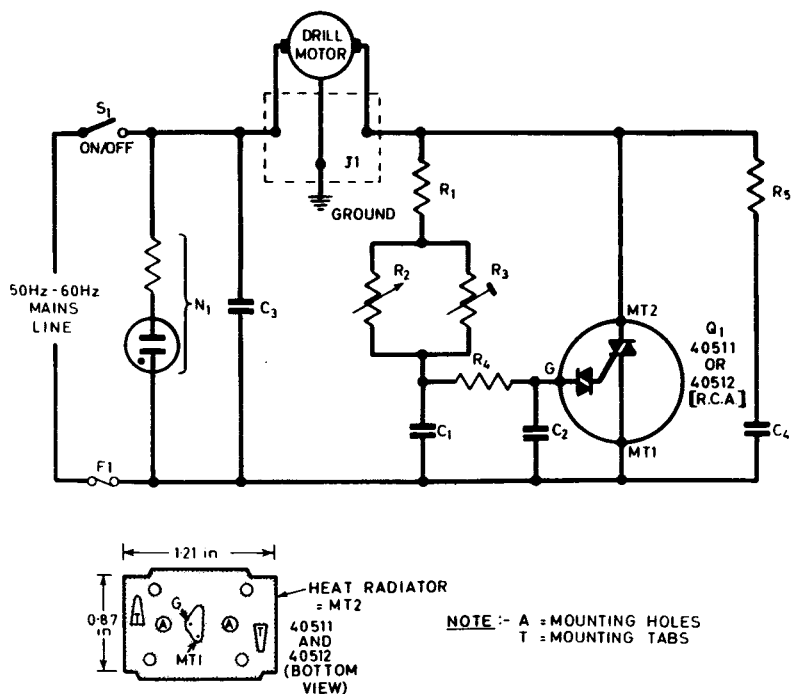 DRILL
MOTOR
S1
ON/OFF
J1
GROUND
R1
R5
50Hz-60Hz
MAINS
LINE
N1
C3
R2
R3
MT2
Q1
40511
OR
40512
[R.C.A.]
R4
G
C1
C2
C4
MT1
F1
1·21 in
0·87
in
HEAT RADIATOR
= MT2
G
T
A
A
T
MT1
40511
AND
40512
(BOTTOM
VIEW)
NOTE :- A = MOUNTING HOLES
T = MOUNTING TABS